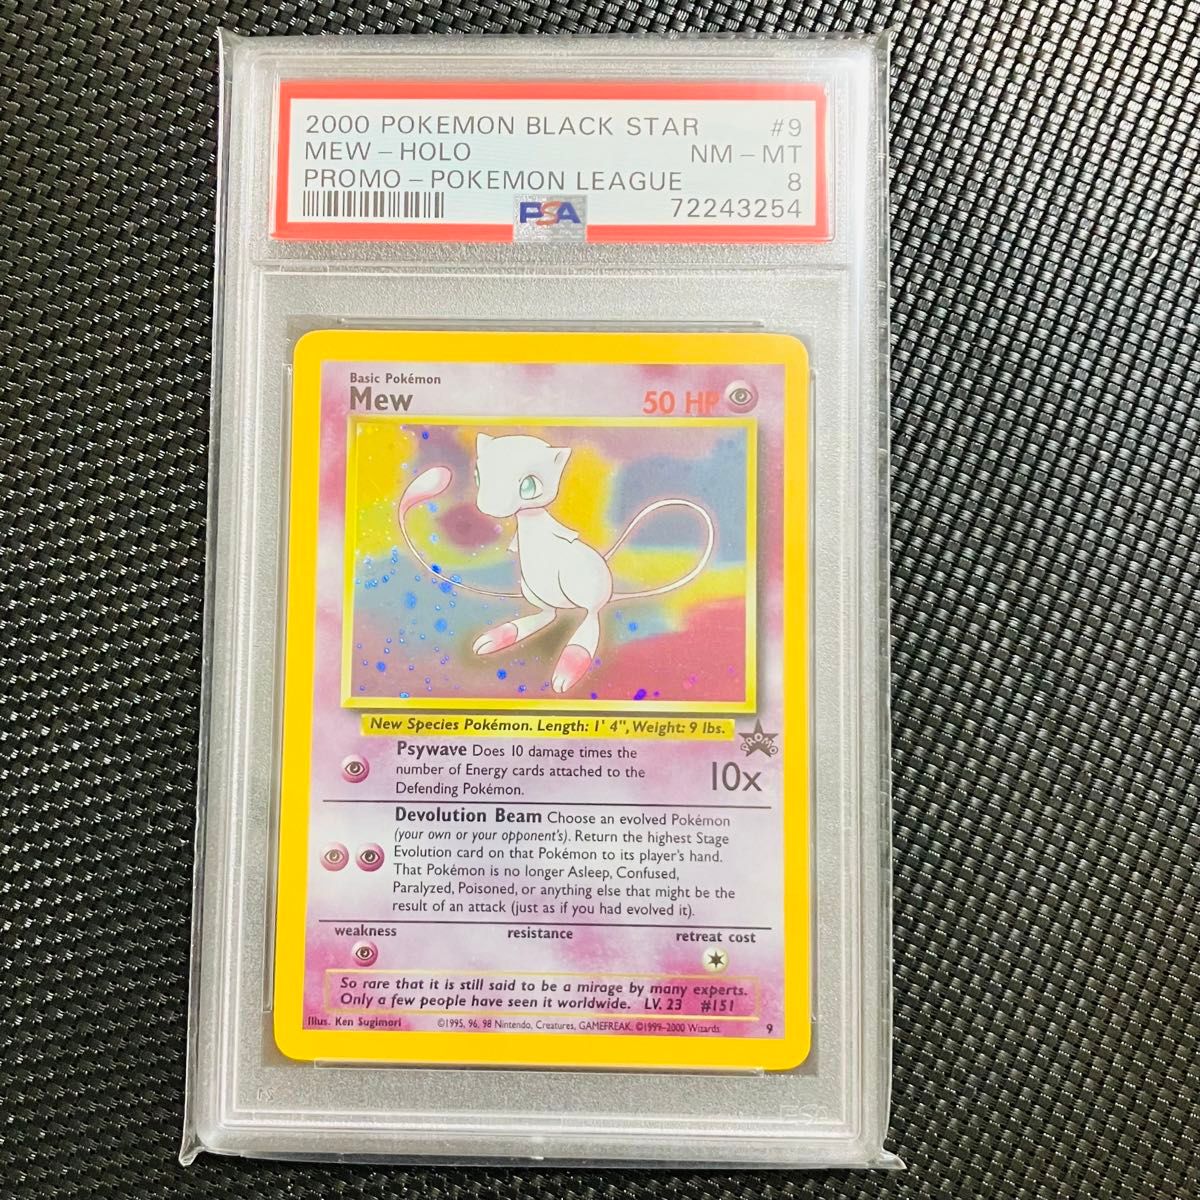 2000 POKEMON BLACK STAR #9
MEW - HOLO NM - MT
PROMO - POKEMON LEAGUE 8
PSA 72243254
Basic Pokémon
Mew 50 HP
New Species Pokémon. Length: 1' 4", Weight: 9 lbs.
PROMO
Psywave Does 10 damage times the
number of Energy cards attached to the
Defending Pokémon.
10x
Devolution Beam Choose an evolved Pokémon
(your own or your opponent's). Return the highest Stage
Evolution card on that Pokémon to its player's hand.
That Pokémon is no longer Asleep, Confused,
Paralyzed, Poisoned, or anything else that might be the
result of an attack (just as if you had evolved it).
weakness resistance retreat cost
So rare that it is still said to be a mirage by many experts.
Only a few people have seen it worldwide. LV. 23 #151
Illus. Ken Sugimori ©1995, 96, 98 Nintendo, Creatures, GAMEFREAK. ©1999-2000 Wizards. 9